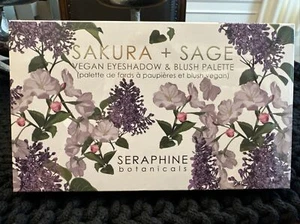 SAKURA + SAGE
VEGAN EYESHADOW & BLUSH PALETTE
(palette de fards à paupières et blush vegan)
SERAPHINE
botanicals